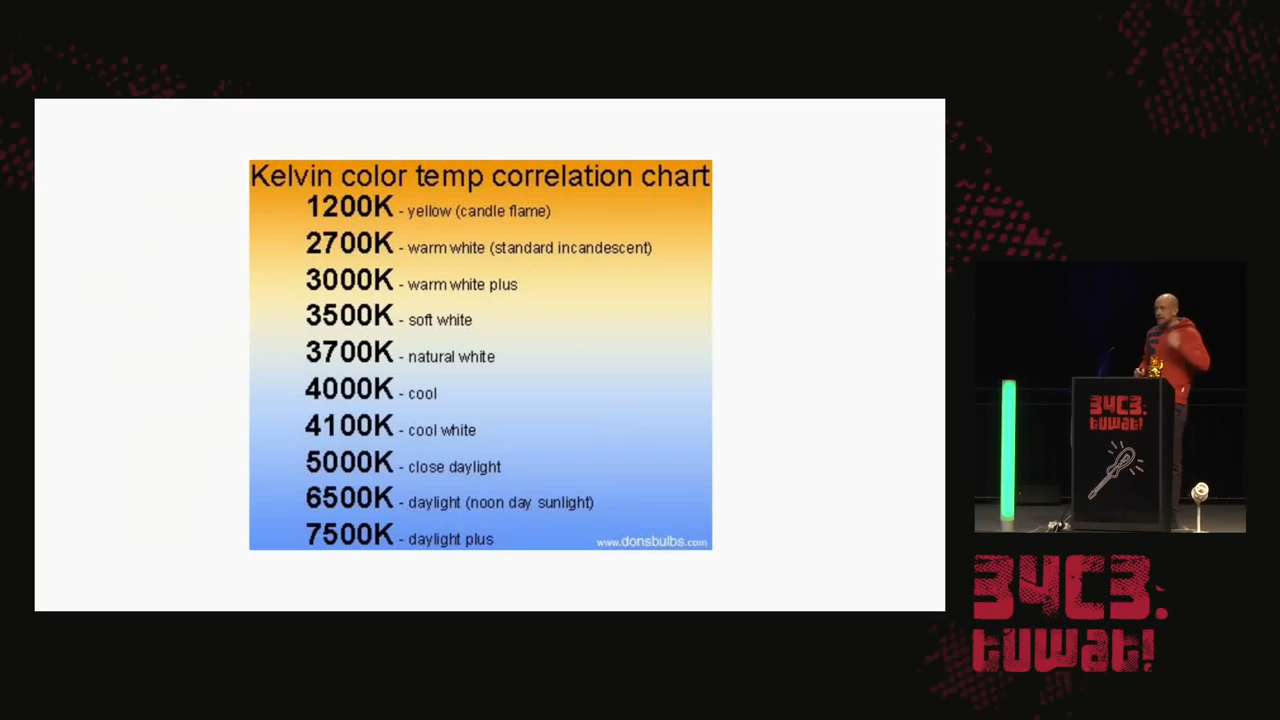 Kelvin color temp correlation chart
1200K - yellow (candle flame)
2700K - warm white (standard incandescent)
3000K - warm white plus
3500K - soft white
3700K - natural white
4000K - cool
4100K - cool white
5000K - close daylight
6500K - daylight (noon day sunlight)
7500K - daylight plus
www.donsbulbs.com
34C3.
tuwat!
34C3.
tuwat!